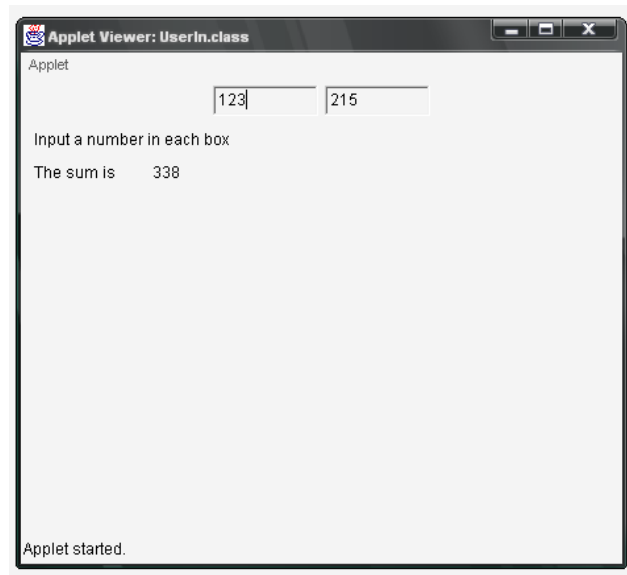 Applet Viewer: UserIn.class
Applet
123 215
Input a number in each box
The sum is 338
Applet started.